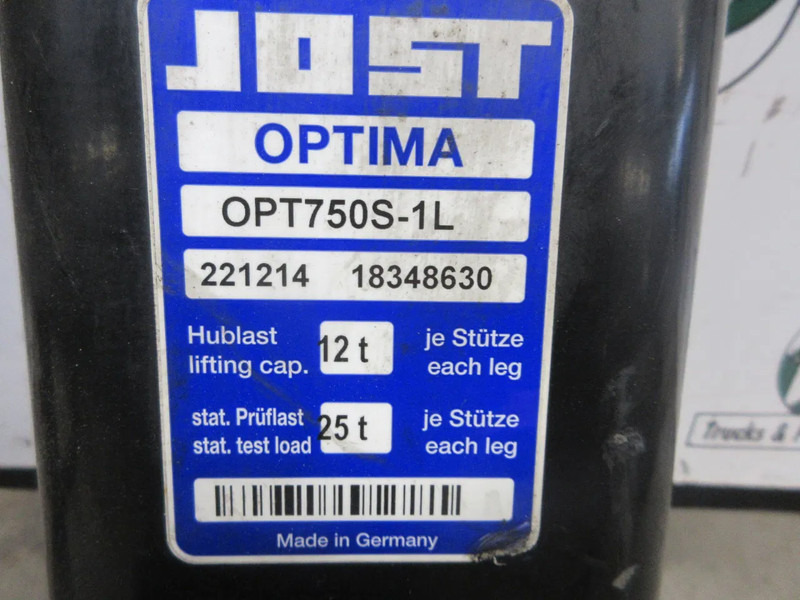 JOST
OPTIMA
OPT750S-1L
221214 18348630
Hublast 12 t je Stütze
lifting cap. each leg
stat. Prüflast 25 t je Stütze
stat. test load each leg
Made in Germany
Trucks &